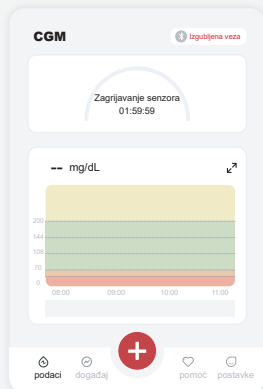 CGM
Izgubljena veza
Zagrijavanje senzora
01:59:59
-- mg/dL
200
144
108
70
0
08:00 09:00 10:00 11:00
podaci događaj pomoć postavke